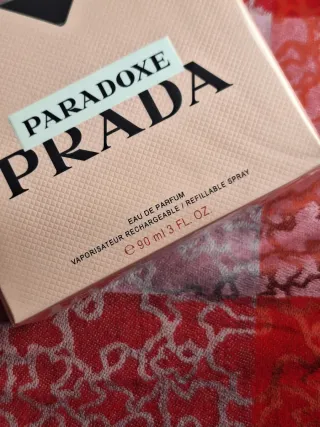 PARADOXE
PRADA
EAU DE PARFUM
VAPORISATEUR RECHARGEABLE / REFILLABLE SPRAY
℮ 90 ml 3 FL. OZ.